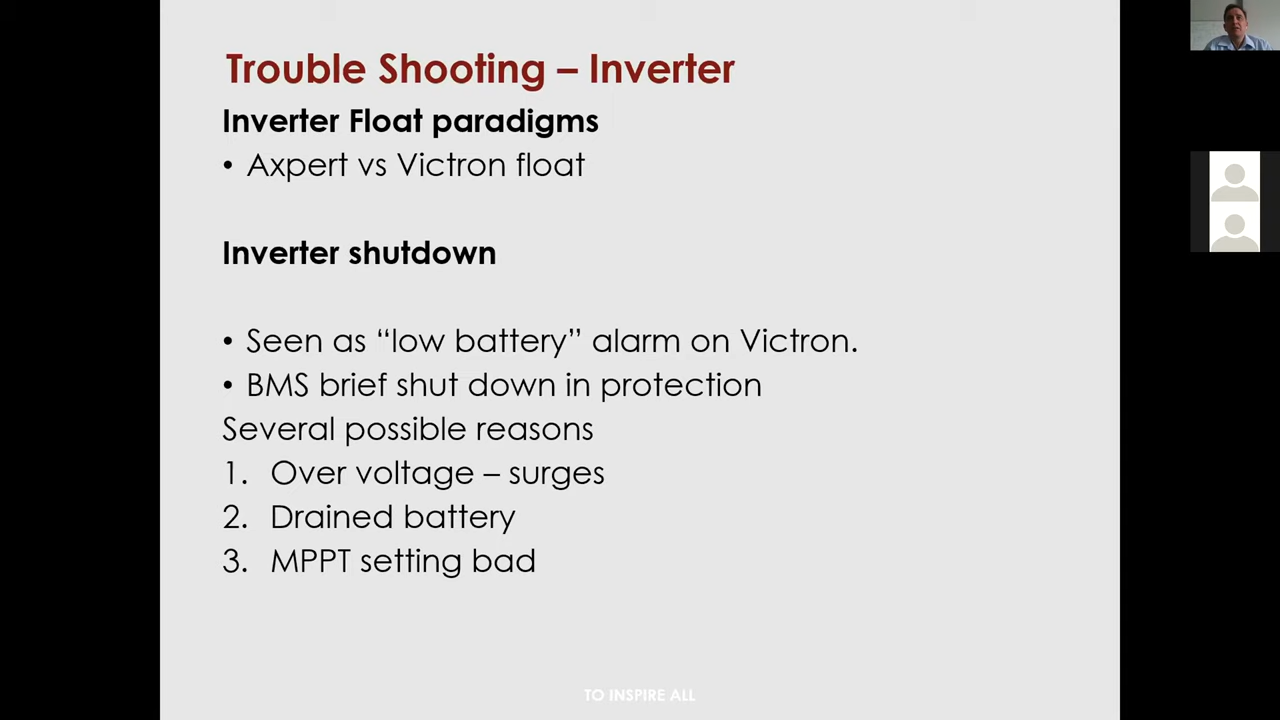 Trouble Shooting – Inverter
Inverter Float paradigms
• Axpert vs Victron float
Inverter shutdown
• Seen as “low battery” alarm on Victron.
• BMS brief shut down in protection
Several possible reasons
1. Over voltage – surges
2. Drained battery
3. MPPT setting bad
TO INSPIRE ALL